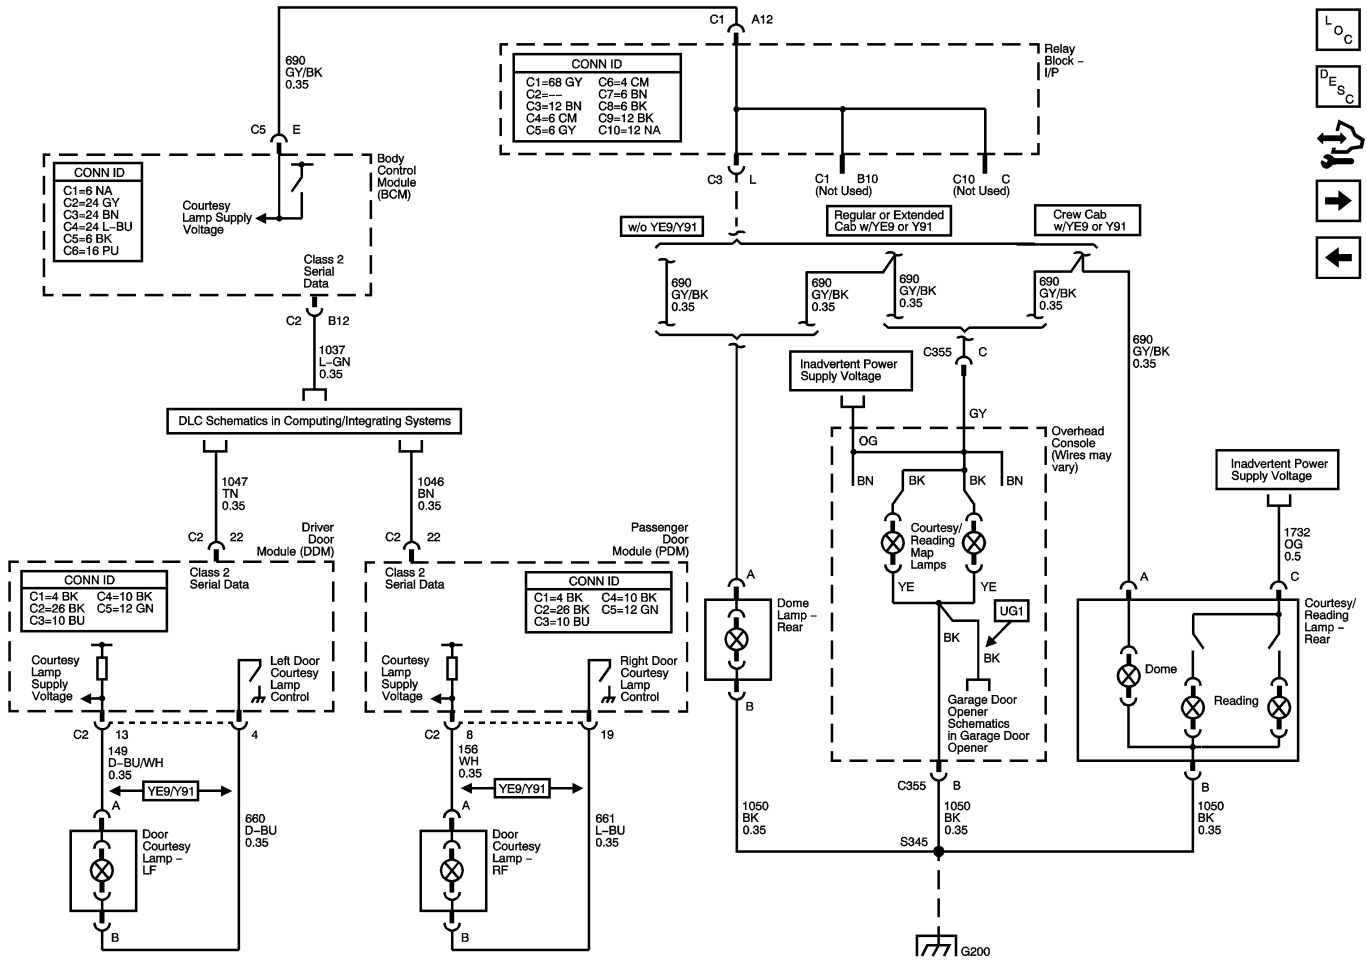 C1 A12
L O C
D E S C
690
GY/BK
0.35
Relay
Block –
I/P
CONN ID
C1=68 GY C6=4 CM
C2=–– C7=6 BN
C3=12 BN C8=6 BK
C4=6 CM C9=12 BK
C5=6 GY C10=12 NA
C5 E
Body
Control
Module
(BCM)
CONN ID
C1=6 NA
C2=24 GY
C3=24 BN
C4=24 L–BU
C5=6 BK
C6=16 PU
Courtesy
Lamp Supply
Voltage
Class 2
Serial
Data
C3 L
C1 B10
(Not Used)
C10 C
(Not Used)
w/o YE9/Y91
Regular or Extended
Cab w/YE9 or Y91
Crew Cab
w/YE9 or Y91
690
GY/BK
0.35
690
GY/BK
0.35
690
GY/BK
0.35
690
GY/BK
0.35
690
GY/BK
0.35
C2 B12
1037
L–GN
0.35
DLC Schematics in Computing/Integrating Systems
C355 C
Inadvertent Power
Supply Voltage
GY
OG
Overhead
Console
(Wires may
vary)
BN
BK
BK
BN
Courtesy/
Reading
Map
Lamps
YE
YE
BK
UG1
BK
Garage Door
Opener
Schematics
in Garage Door
Opener
Inadvertent Power
Supply Voltage
1732
OG
0.5
1047
TN
0.35
1046
BN
0.35
C2 22
Driver
Door
Module (DDM)
C2 22
Passenger
Door
Module (PDM)
CONN ID
C1=4 BK C4=10 BK
C2=26 BK C5=12 GN
C3=10 BU
Class 2
Serial Data
Class 2
Serial Data
CONN ID
C1=4 BK C4=10 BK
C2=26 BK C5=12 GN
C3=10 BU
Courtesy
Lamp
Supply
Voltage
Left Door
Courtesy
Lamp
Control
Courtesy
Lamp
Supply
Voltage
Right Door
Courtesy
Lamp
Control
A
Dome
Lamp –
Rear
B
A
C
Courtesy/
Reading
Lamp –
Rear
Dome
Reading
B
C2 13 4
149
D–BU/WH
0.35
YE9/Y91
A
660
D–BU
0.35
Door
Courtesy
Lamp –
LF
B
C2 8 19
156
WH
0.35
YE9/Y91
A
661
L–BU
0.35
Door
Courtesy
Lamp –
RF
B
C355 B
1050
BK
0.35
1050
BK
0.35
1050
BK
0.35
S345
G200